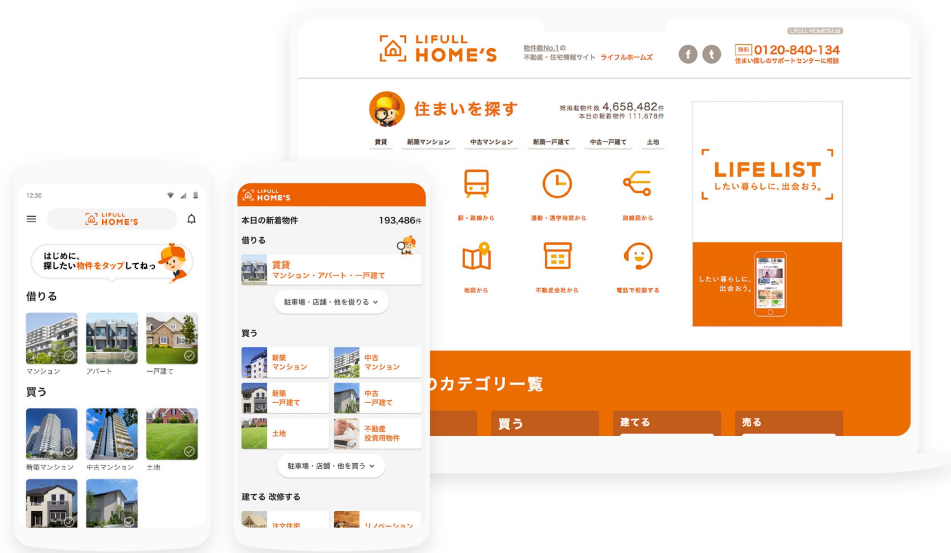 LIFULL HOME'Sとは
LIFULL
HOME'S
物件数No.1の
不動産・住宅情報サイト ライフルホームズ
f t
無料 0120-840-134
住まい探しのサポートセンターに相談
住まいを探す
総掲載物件数 4,658,482件
本日の新着物件 111,678件
賃貸
新築マンション
中古マンション
新築一戸建て
中古一戸建て
土地
駅・路線から
通勤・通学時間から
路線図から
地図から
不動産会社から
電話で相談する
LIFE LIST
したい暮らしに、出会おう。
したい暮らしに、
出会おう。
のカテゴリ一覧
買う
建てる
売る
12:30
LIFULL
HOME'S
はじめに、
探したい物件をタップしてねっ
借りる
マンション
アパート
一戸建て
買う
新築マンション
中古マンション
土地
LIFULL
HOME'S
本日の新着物件 193,486件
借りる
賃貸
マンション・アパート・一戸建て
駐車場・店舗・他を借りる
買う
新築
マンション
中古
マンション
新築
一戸建て
中古
一戸建て
土地
不動産
投資用物件
駐車場・店舗・他を買う
建てる 改修する
注文住宅
リノベーション